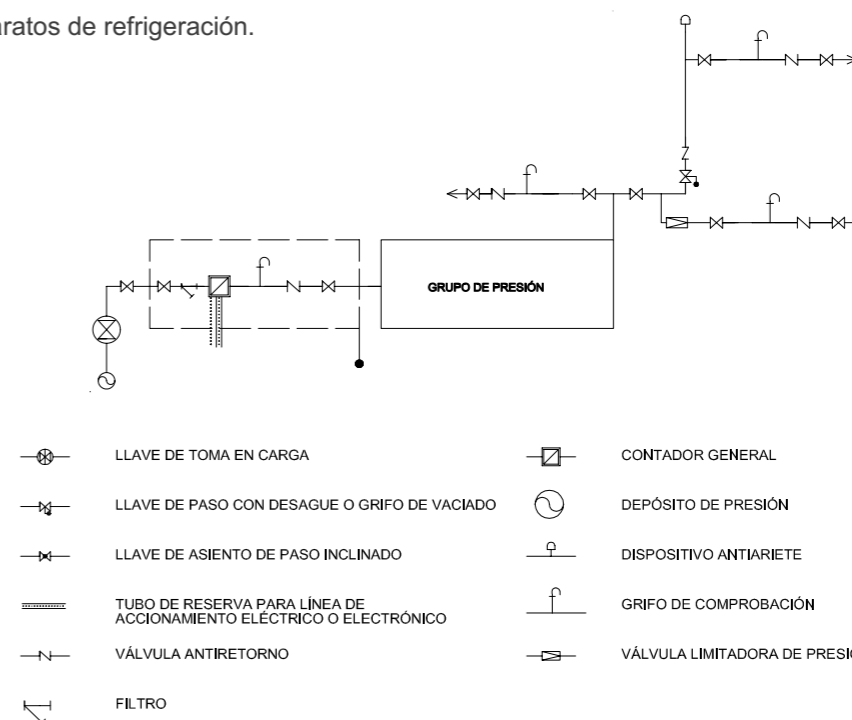 aratos de refrigeración.
GRUPO DE PRESIÓN
LLAVE DE TOMA EN CARGA
CONTADOR GENERAL
LLAVE DE PASO CON DESAGUE O GRIFO DE VACIADO
DEPÓSITO DE PRESIÓN
LLAVE DE ASIENTO DE PASO INCLINADO
DISPOSITIVO ANTIARIETE
TUBO DE RESERVA PARA LÍNEA DE
ACCIONAMIENTO ELÉCTRICO O ELECTRÓNICO
GRIFO DE COMPROBACIÓN
VÁLVULA ANTIRETORNO
VÁLVULA LIMITADORA DE PRESIÓ
FILTRO